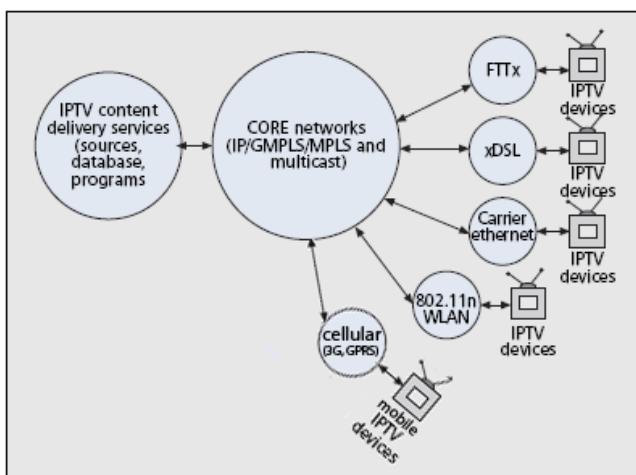 IPTV content
delivery services
(sources,
database,
programs
CORE networks
(IP/GMPLS/MPLS and
multicast)
FTTx
IPTV
devices
xDSL
IPTV
devices
Carrier
ethernet
IPTV
devices
802.11n
WLAN
IPTV
devices
cellular
(3G, GPRS)
mobile
IPTV
devices